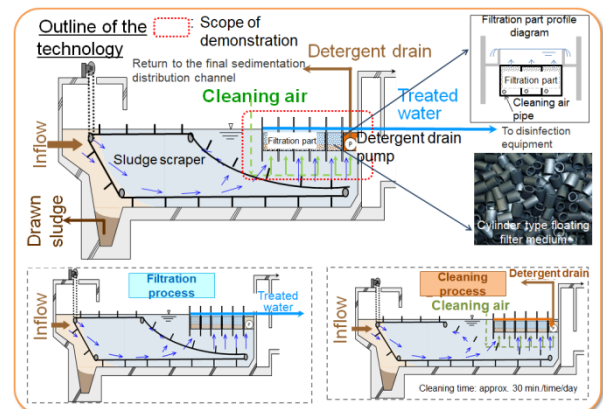 Outline of the
technology
Scope of
demonstration
Return to the final sedimentation
distribution channel
Detergent drain
Cleaning air
Treated
water
Filtration part
P
Detergent drain
pump
To disinfection
equipment
Inflow
Sludge scraper
Drawn
sludge
Filtration part profile
diagram
Filtration part
Cleaning air
pipe
Cylinder type floating
filter medium
Filtration
process
Treated
water
Inflow
P
Cleaning
process
Detergent drain
Cleaning air
Inflow
P
Cleaning time: approx. 30 min./time/day